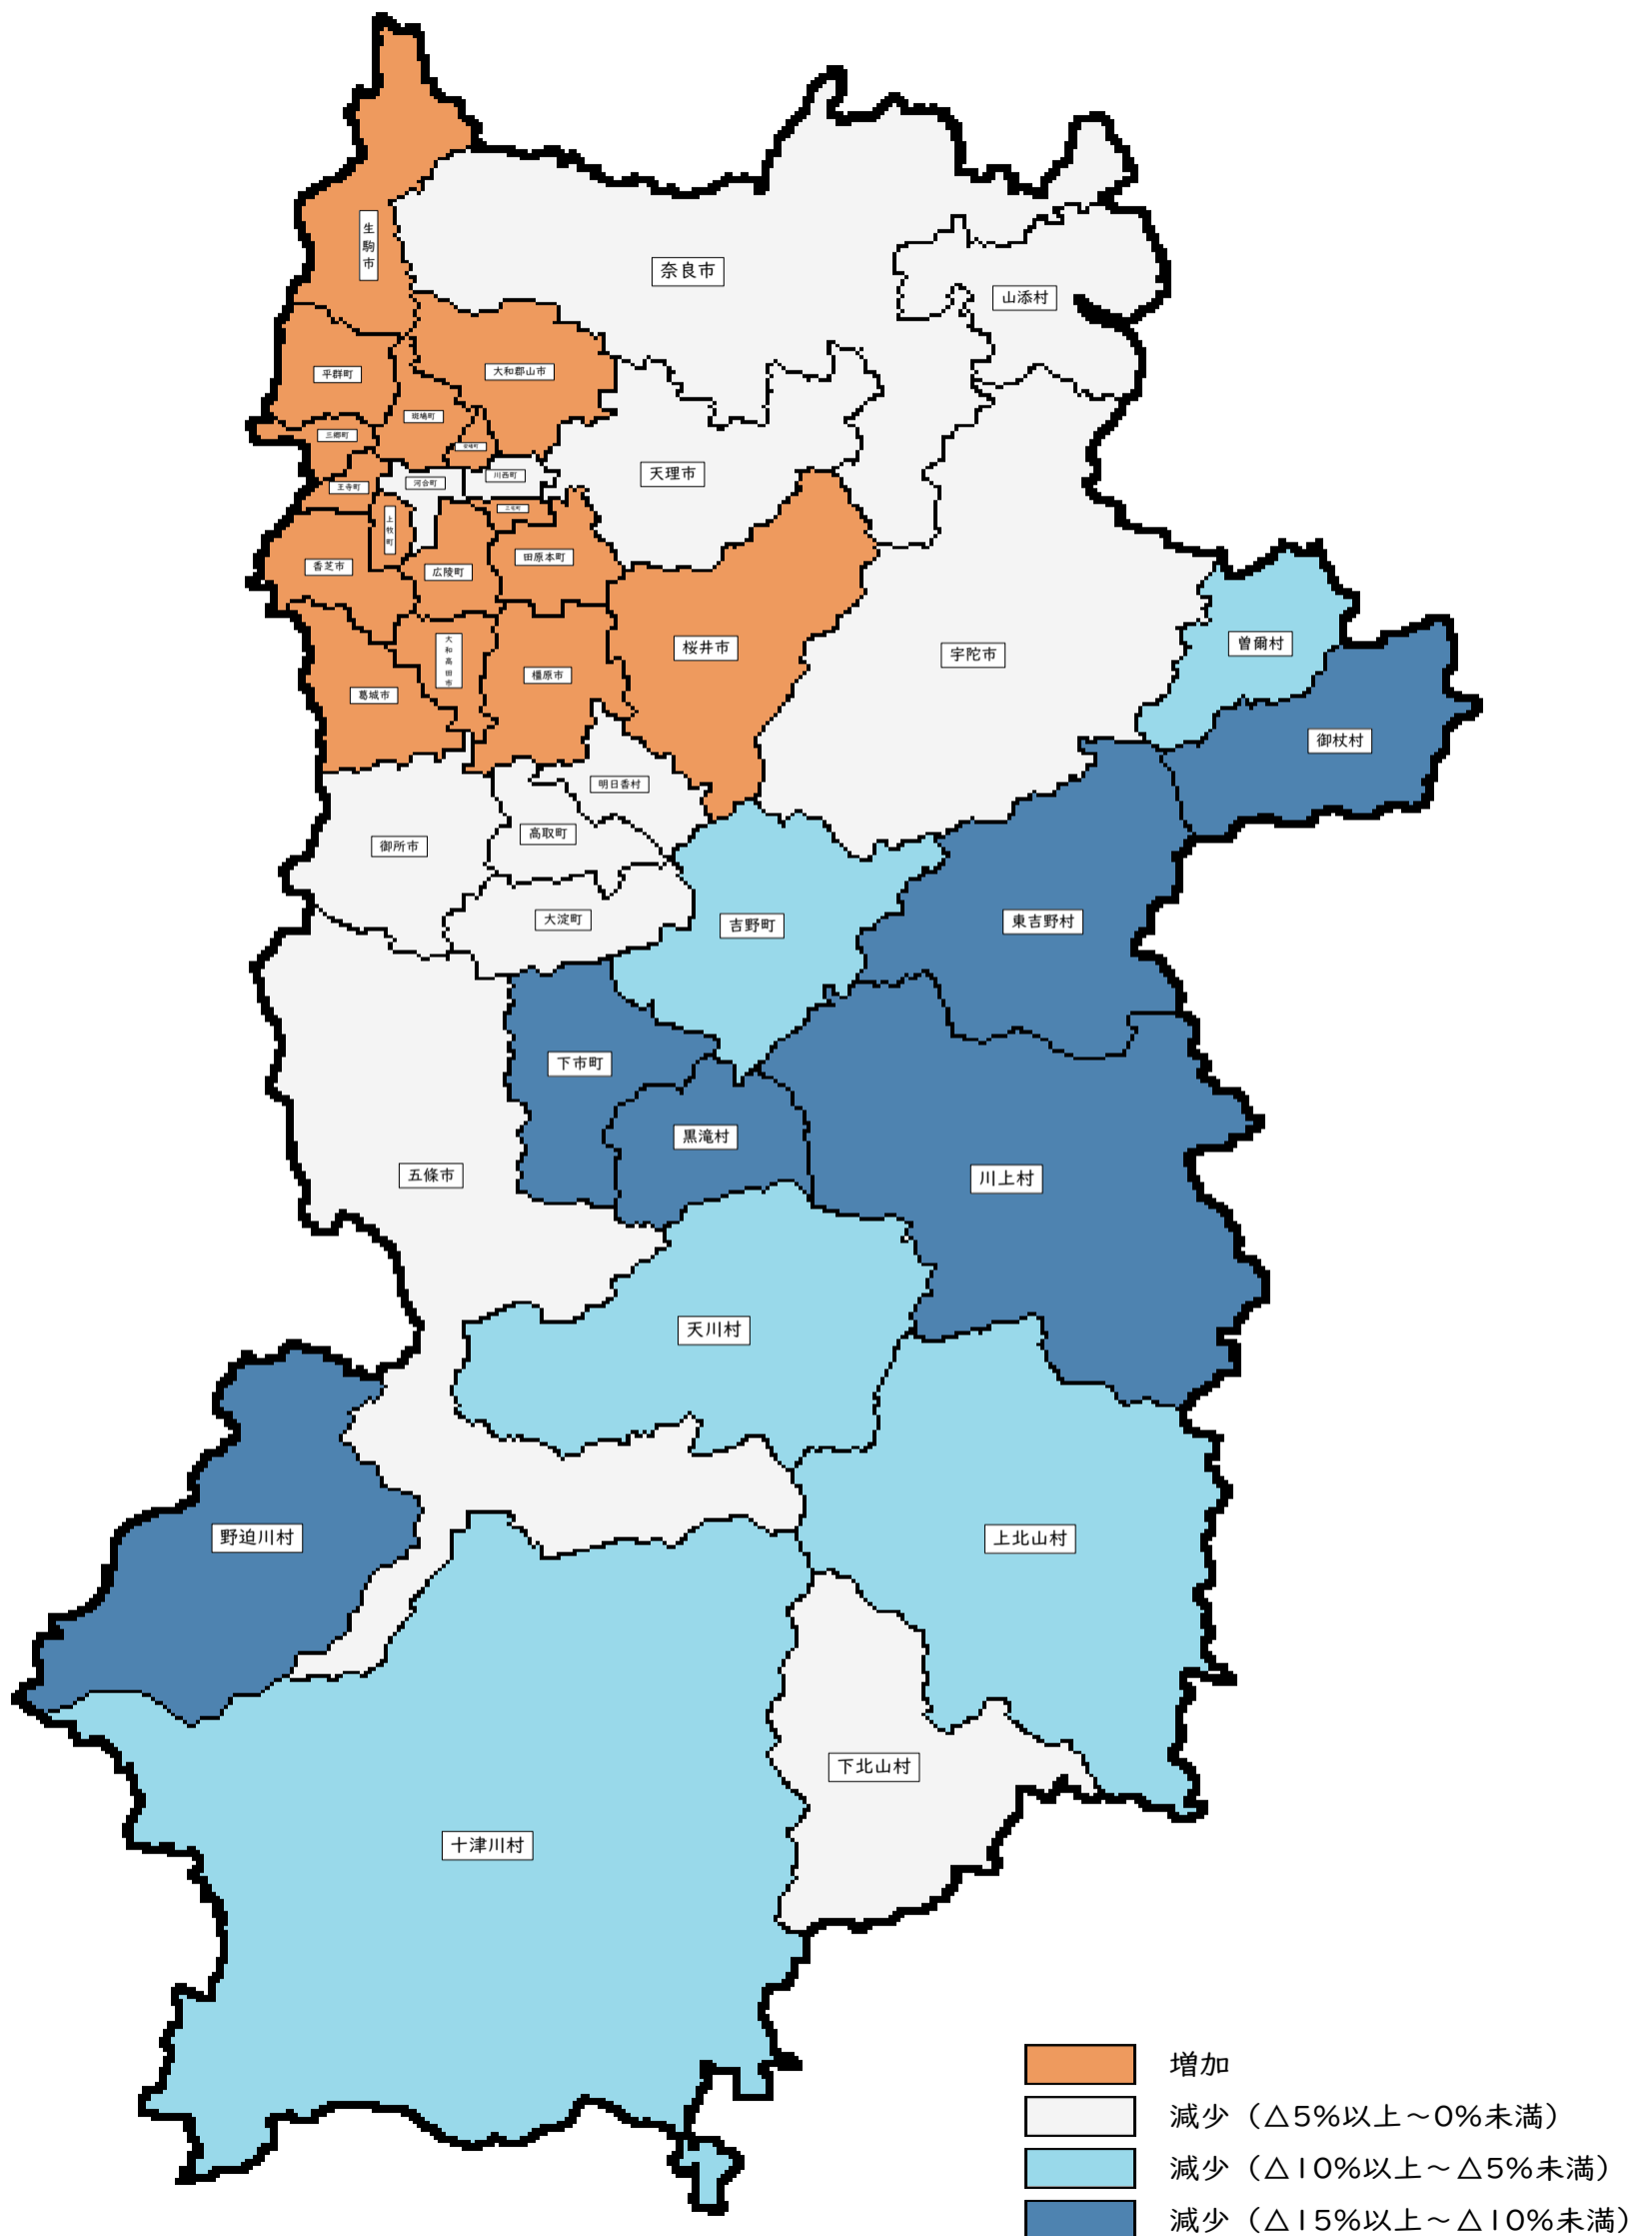 生駒市
奈良市
山添村
平群町
大和郡山市
斑鳩町
三郷町
安堵町
天理市
王寺町
河合町
川西町
上牧町
三宅町
香芝市
広陵町
田原本町
大和高田市
橿原市
桜井市
宇陀市
曽爾村
葛城市
御杖村
明日香村
高取町
御所市
大淀町
吉野町
東吉野村
下市町
黒滝村
五條市
川上村
天川村
野迫川村
上北山村
下北山村
十津川村
増加
減少（△5%以上～0%未満）
減少（△10%以上～△5%未満）
減少（△15%以上～△10%未満）